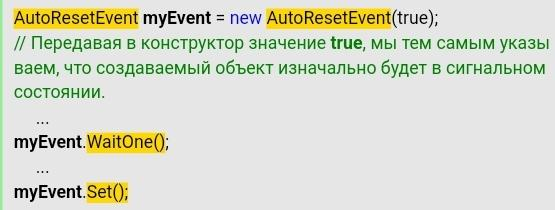 AutoResetEvent myEvent = new AutoResetEvent(true);
// Передавая в конструктор значение true, мы тем самым указы
ваем, что создаваемый объект изначально будет в сигнальном
состоянии.
...
myEvent.WaitOne();
...
myEvent.Set();